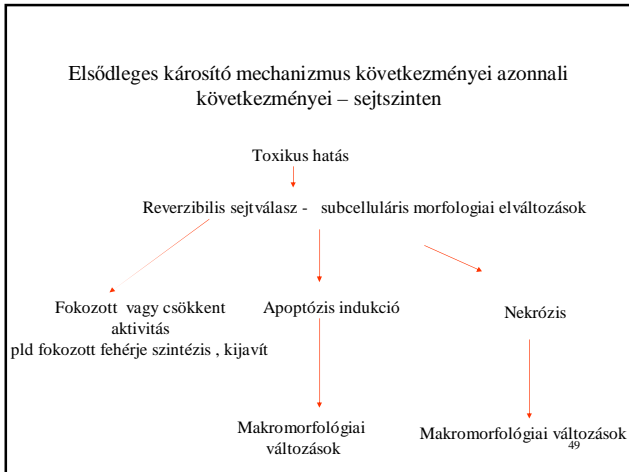 Elsődleges károsító mechanizmus következményei azonnali
következményei – sejtszinten
Toxikus hatás
Reverzibilis sejtválasz - subcelluláris morfologiai elváltozások
Fokozott vagy csökkent
aktivitás
pld fokozott fehérje szintézis , kijavít
Apoptózis indukció
Nekrózis
Makromorfológiai
változások
Makromorfológiai változások
49